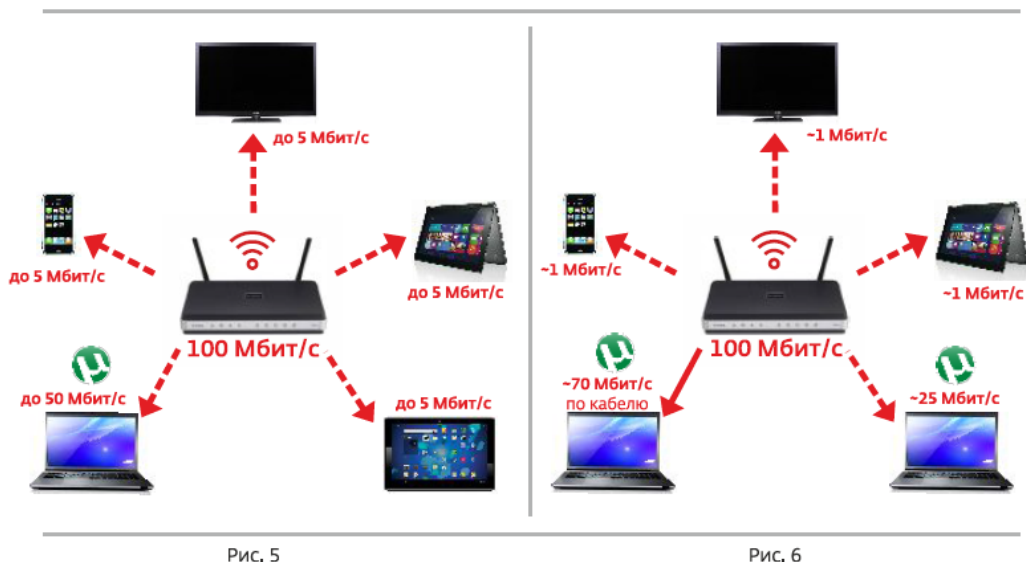 до 5 Мбит/с
до 5 Мбит/с
до 5 Мбит/с
100 Мбит/с
µ
до 50 Мбит/с
до 5 Мбит/с
Рис. 5
~1 Мбит/с
~1 Мбит/с
~1 Мбит/с
100 Мбит/с
µ
~70 Мбит/с
по кабелю
µ
~25 Мбит/с
Рис. 6